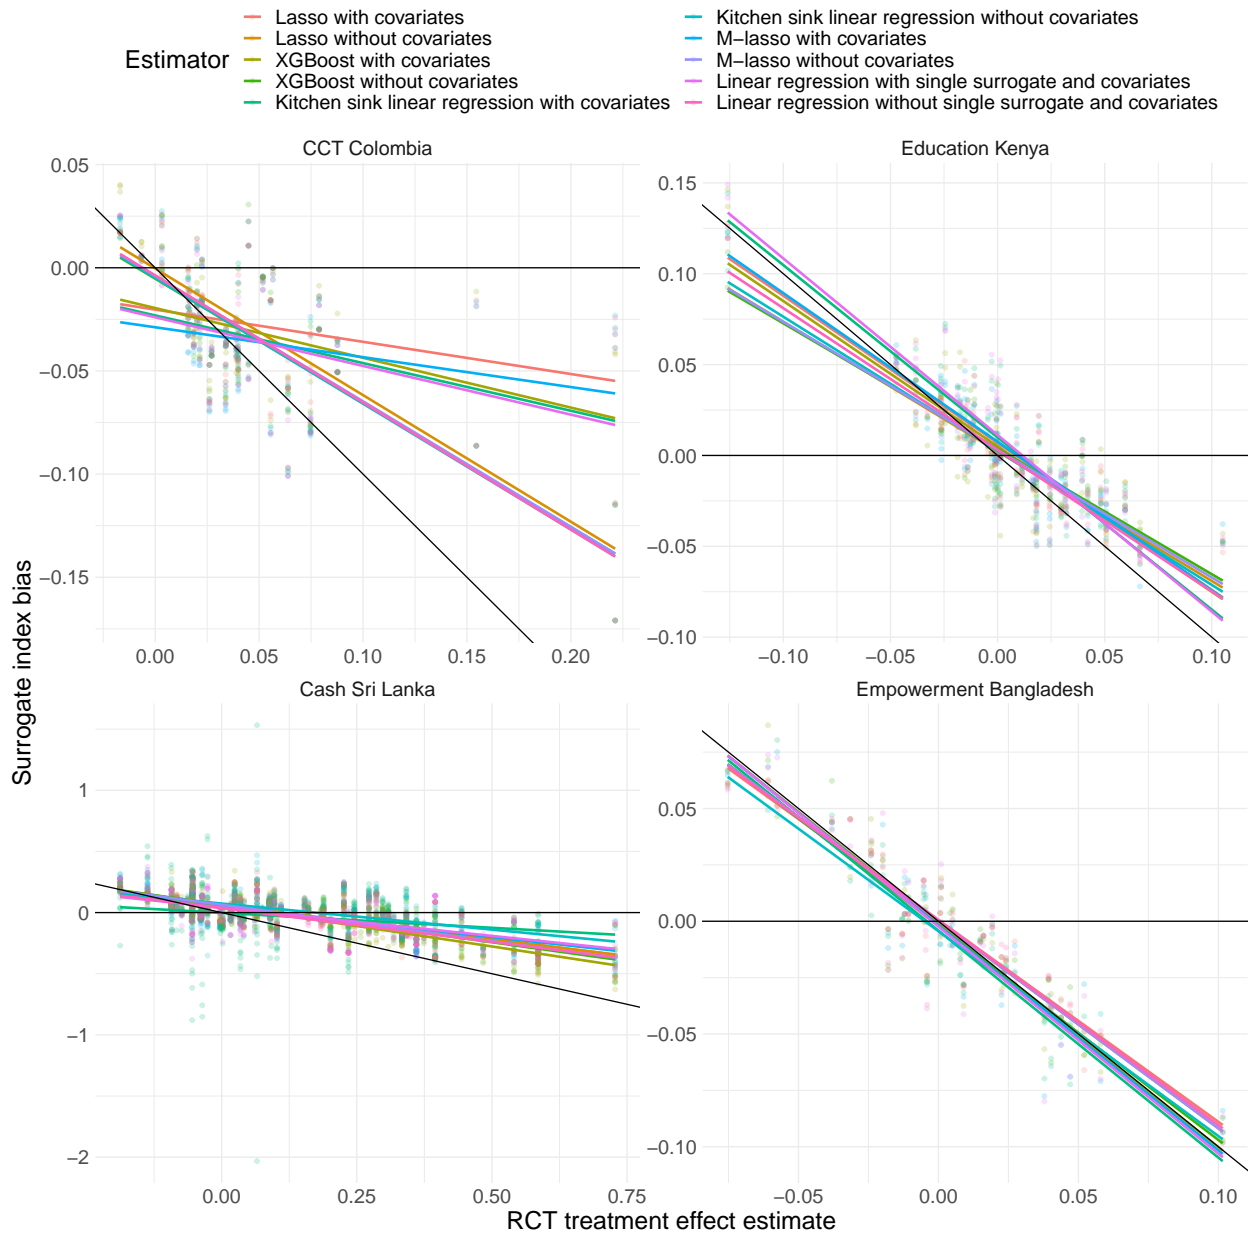 Estimator
Lasso with covariates
Lasso without covariates
XGBoost with covariates
XGBoost without covariates
Kitchen sink linear regression with covariates
Kitchen sink linear regression without covariates
M−lasso with covariates
M−lasso without covariates
Linear regression with single surrogate and covariates
Linear regression without single surrogate and covariates
CCT Colombia
0.05
0.00
−0.05
−0.10
−0.15
0.00 0.05 0.10 0.15 0.20
Education Kenya
0.15
0.10
0.05
0.00
−0.05
−0.10
−0.10 −0.05 0.00 0.05 0.10
Surrogate index bias
Cash Sri Lanka
1
0
−1
−2
0.00 0.25 0.50 0.75
Empowerment Bangladesh
0.05
0.00
−0.05
−0.10
−0.05 0.00 0.05 0.10
RCT treatment effect estimate